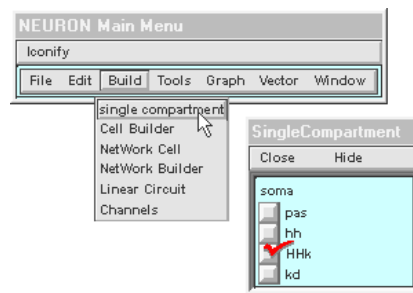 NEURON Main Menu
Iconify
File Edit Build Tools Graph Vector Window
single compartment
Cell Builder
NetWork Cell
NetWork Builder
Linear Circuit
Channels
SingleCompartment
Close Hide
soma
pas
hh
HHk
kd